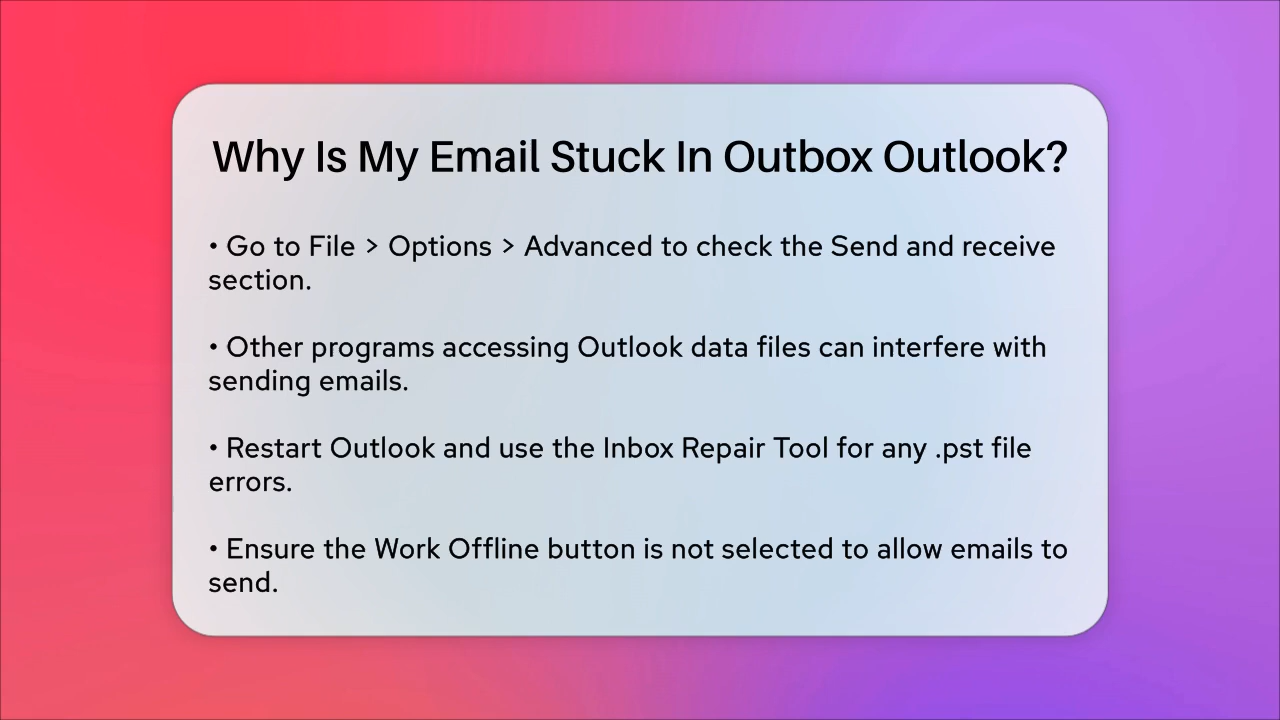 Why Is My Email Stuck In Outbox Outlook?
• Go to File > Options > Advanced to check the Send and receive
section.
• Other programs accessing Outlook data files can interfere with
sending emails.
• Restart Outlook and use the Inbox Repair Tool for any .pst file
errors.
• Ensure the Work Offline button is not selected to allow emails to
send.